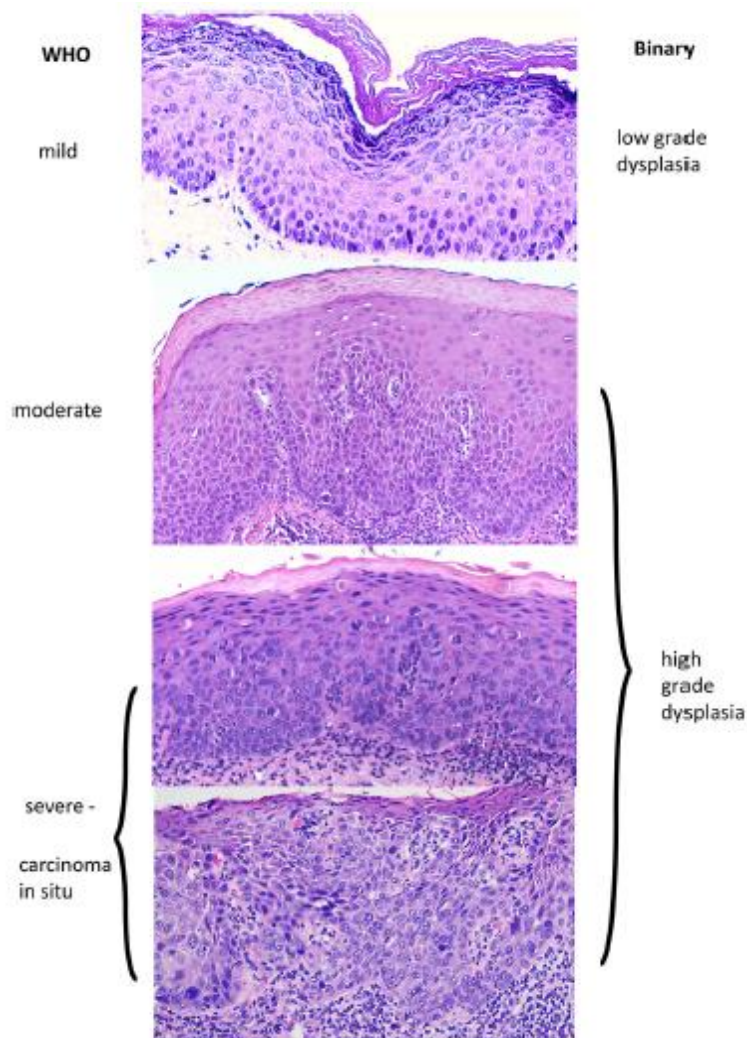 WHO
Binary
mild
low grade
dysplasia
moderate
high
grade
dysplasia
severe -
carcinoma
in situ